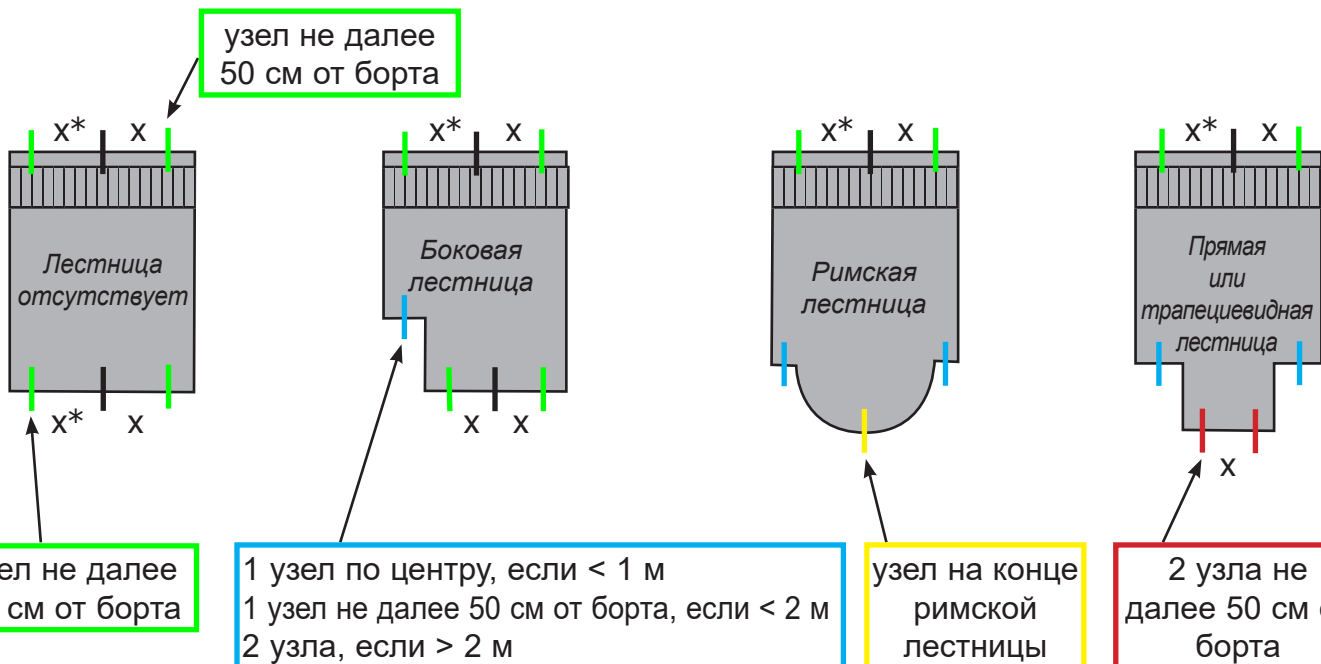 узел не далее
50 см от борта
х* х
х* х
х* х
х* х
Лестница
отсутствует
Боковая
лестница
Римская
лестница
Прямая
или
трапециевидная
лестница
х* х
х х
х
не далее
см от борта
1 узел по центру, если < 1 м
1 узел не далее 50 см от борта, если < 2 м
2 узла, если > 2 м
узел на конце
римской
лестницы
2 узла не
далее 50 см
борта